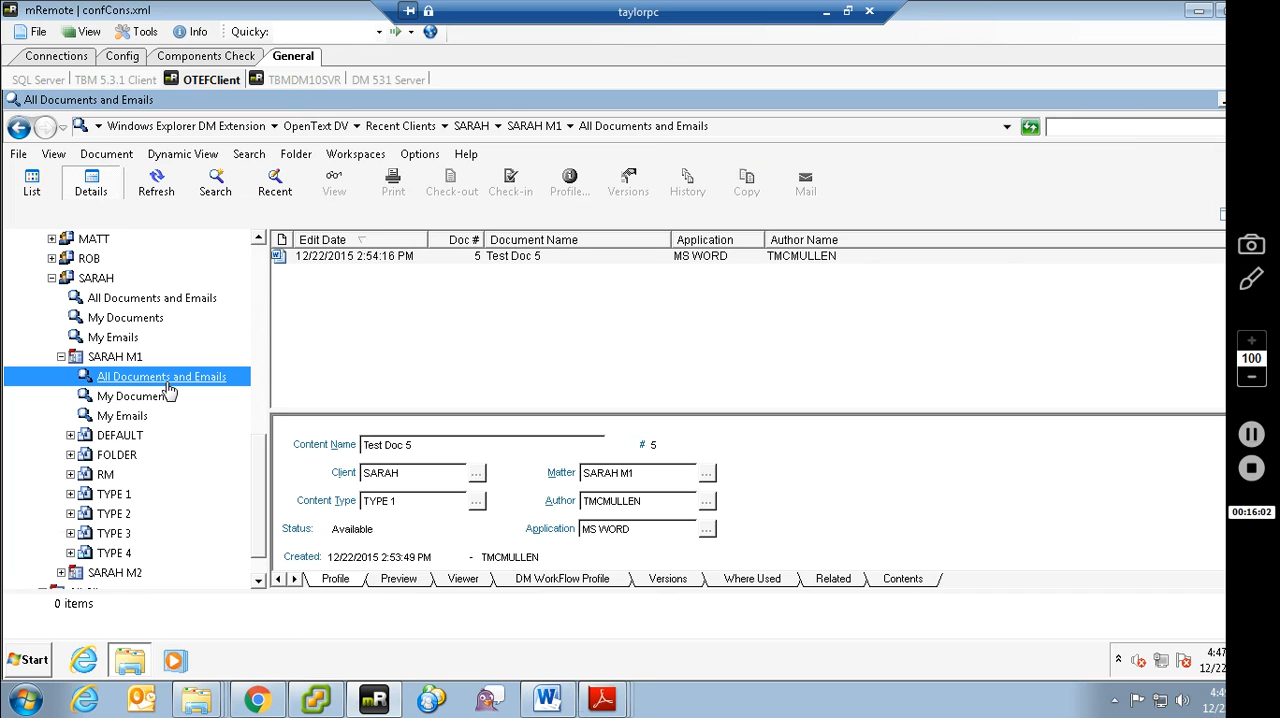 mRemote | confCons.xml
taylorpc
File View Tools Info Quickly:
Connections Config Components Check General
SQL Server TBM 5.3.1 Client OTEFClient TBMDM10SVR DM 531 Server
All Documents and Emails
Windows Explorer DM Extension OpenText DV Recent Clients SARAH SARAH M1 All Documents and Emails
File View Document Dynamic View Search Folder Workspaces Options Help
List Details Refresh Search Recent View Print Check-out Check-in Profile... Versions History Copy Mail
MATT
ROB
SARAH
All Documents and Emails
My Documents
My Emails
SARAH M1
All Documents and Emails
My Documen
My Emails
DEFAULT
FOLDER
RM
TYPE 1
TYPE 2
TYPE 3
TYPE 4
SARAH M2
0 items
Edit Date Doc # Document Name Application Author Name
12/22/2015 2:54:16 PM 5 Test Doc 5 MS WORD TMCMULLEN
Content Name Test Doc 5 # 5
Client SARAH ... Matter SARAH M1 ...
Content Type TYPE 1 ... Author TMCMULLEN ...
Status: Available Application MS WORD ...
Created: 12/22/2015 2:53:49 PM - TMCMULLEN
Profile Preview Viewer DM WorkFlow Profile Versions Where Used Related Contents
100
00:16:02
Start
4:47
12/22
4:4
12/2